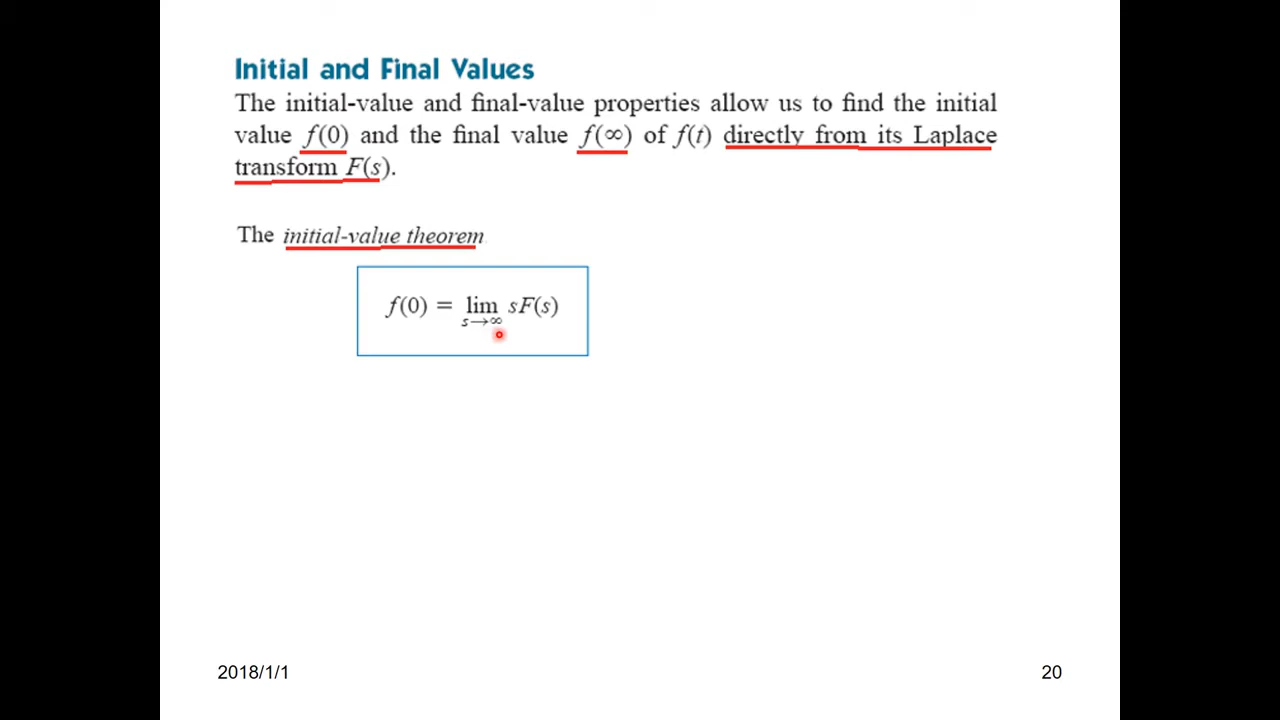 Initial and Final Values
The initial-value and final-value properties allow us to find the initial
value f(0) and the final value f(∞) of f(t) directly from its Laplace
transform F(s).
The initial-value theorem
f(0) = lim sF(s)
s→∞
2018/1/1
20